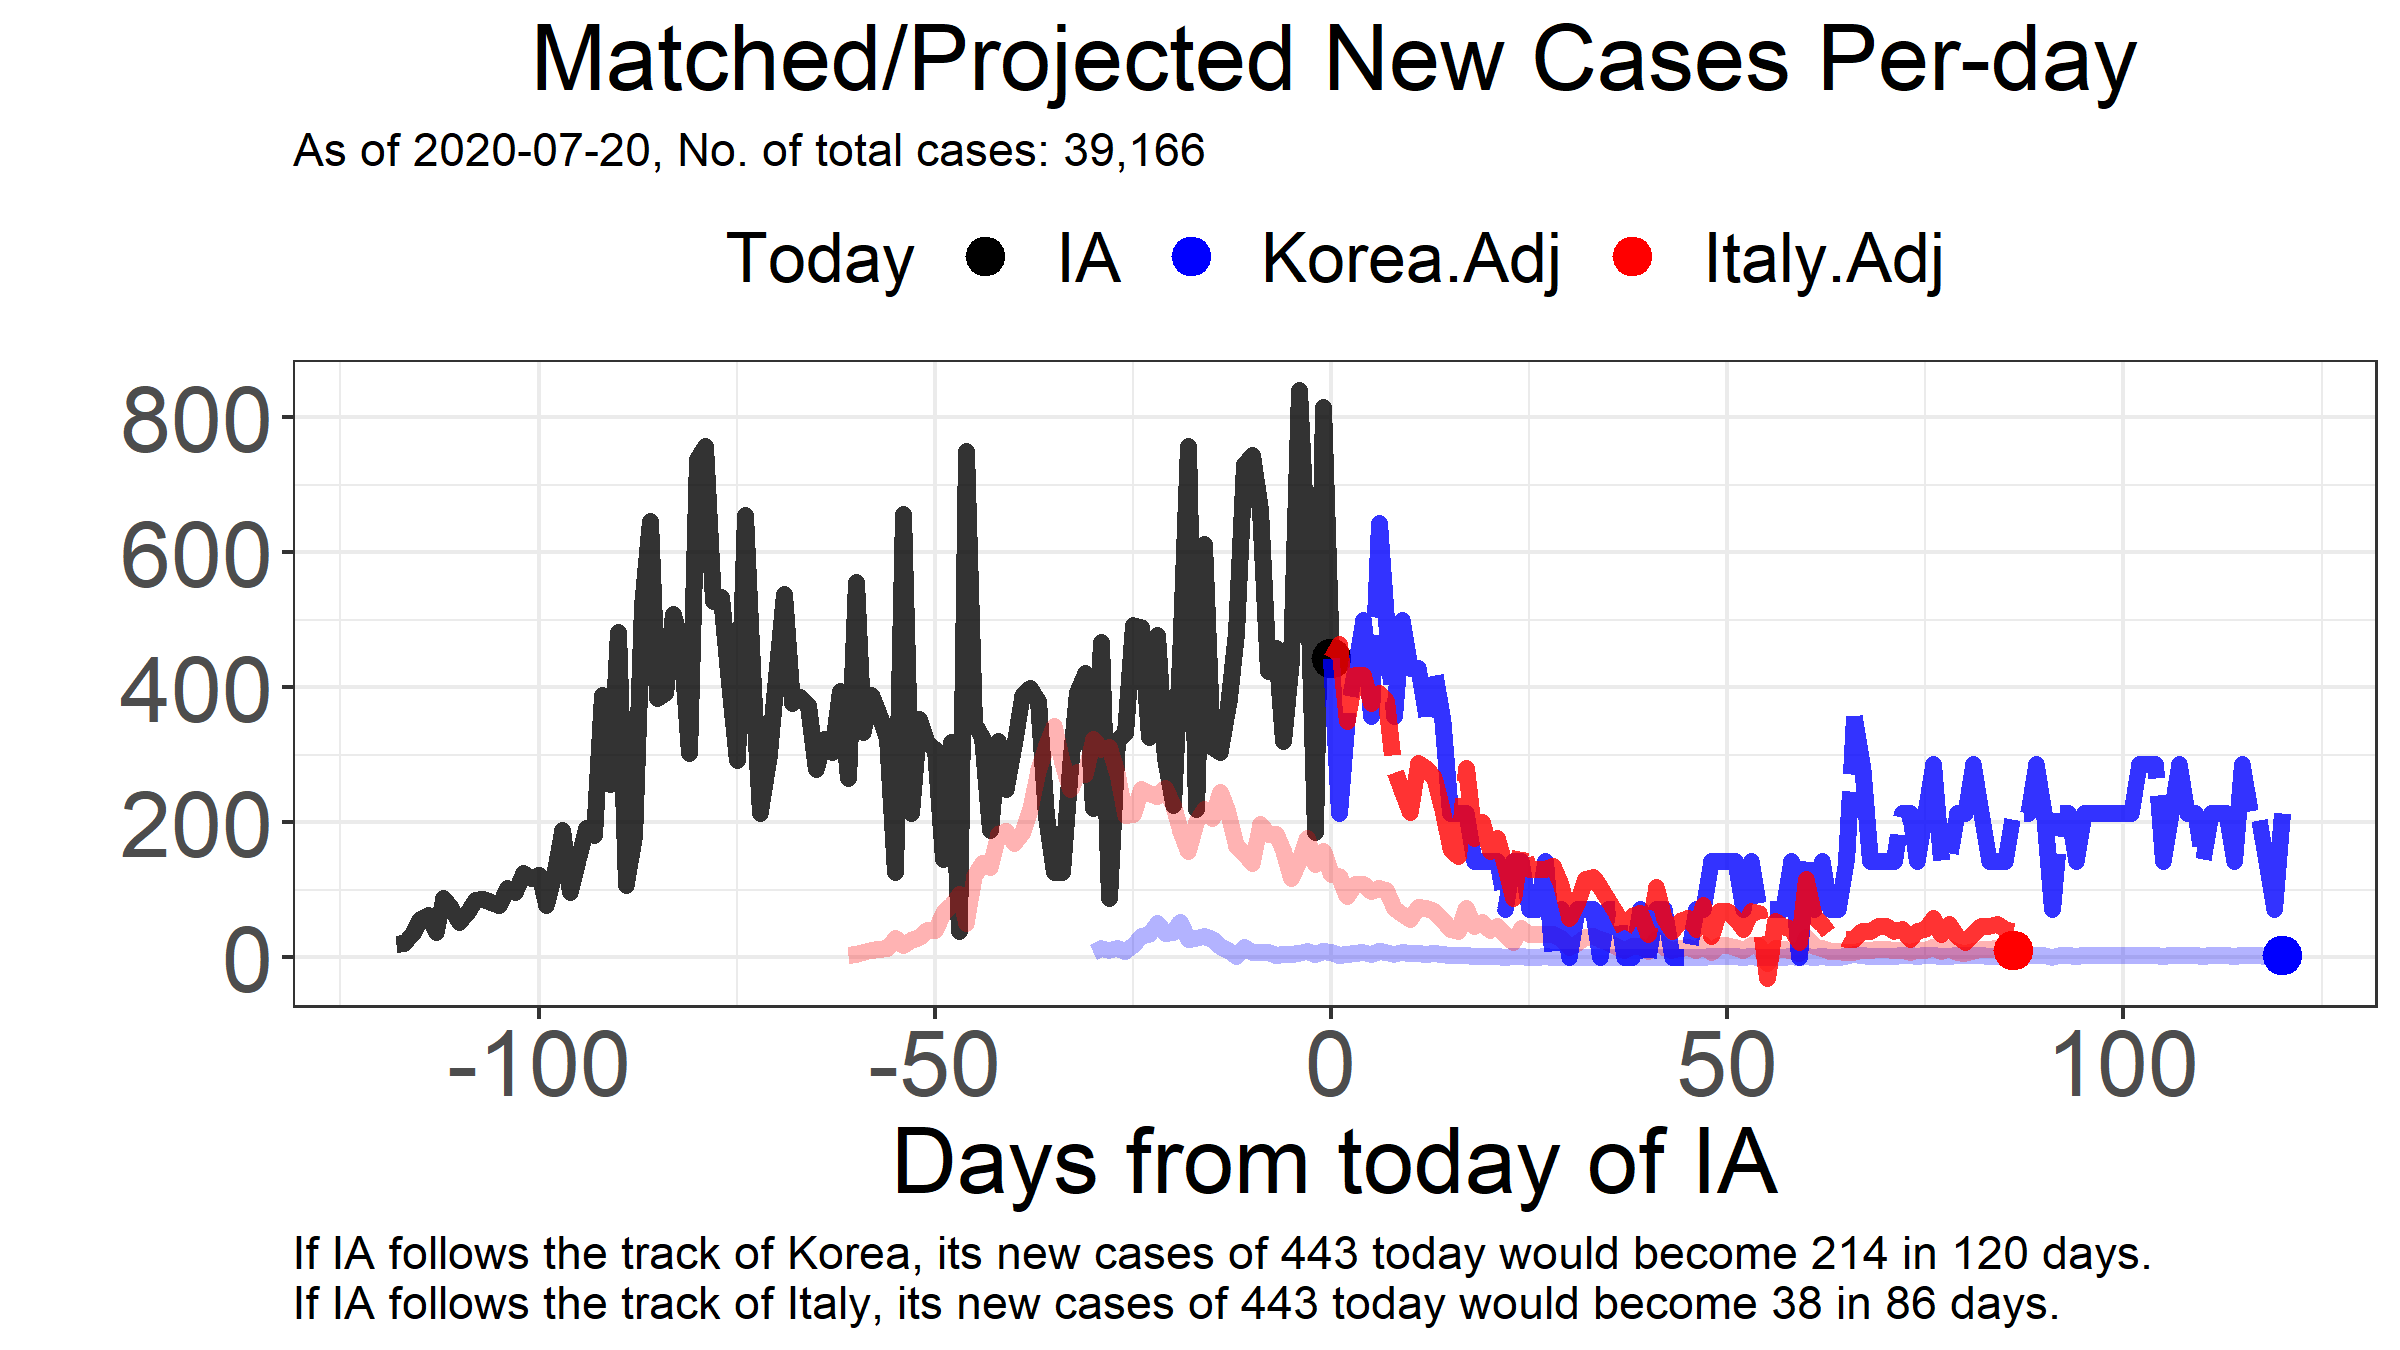 Matched/Projected New Cases Per-day
As of 2020-07-20, No. of total cases: 39,166
Today IA Korea.Adj Italy.Adj
800
600
400
200
0
-100 -50 0 50 100
Days from today of IA
If IA follows the track of Korea, its new cases of 443 today would become 214 in 120 days.
If IA follows the track of Italy, its new cases of 443 today would become 38 in 86 days.